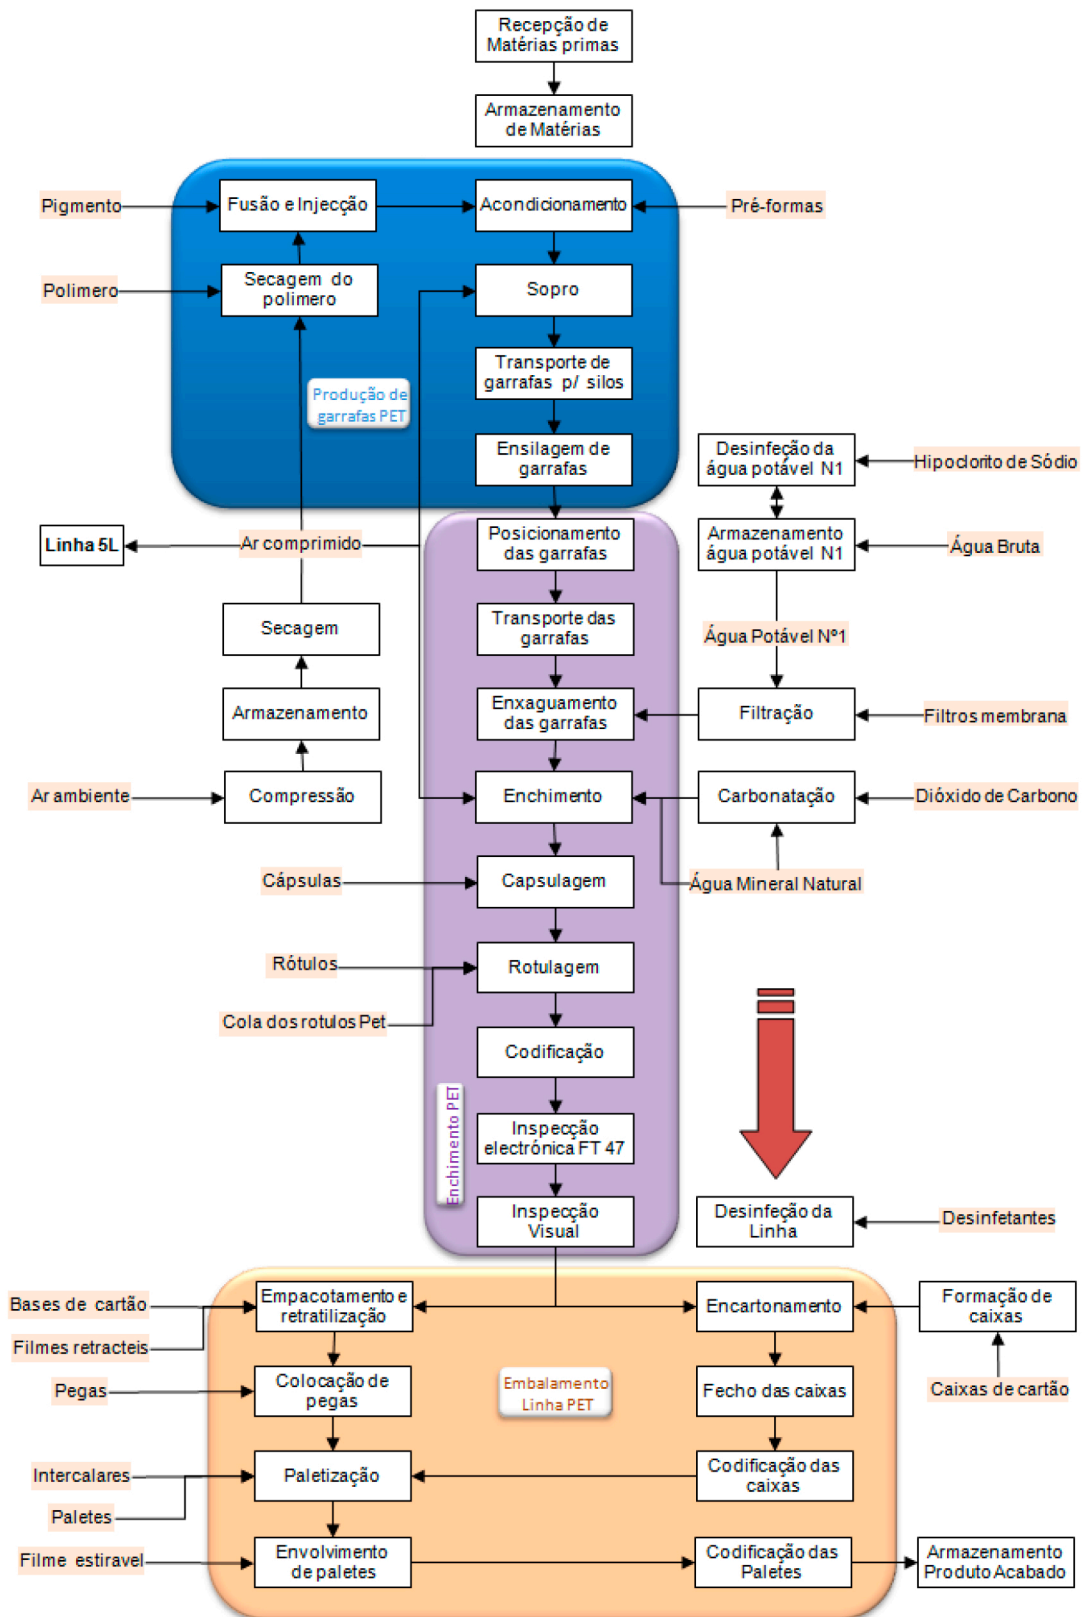 Recepção de
Matérias primas
Armazenamento
de Matérias
Pigmento
Fusão e Injecção
Acondicionamento
Pré-formas
Polimero
Secagem do
polimero
Sopro
Transporte de
garrafas p/ silos
Produção de
garrafas PET
Ensilagem de
garrafas
Desinfeção da
água potável N1
Hipoclorito de Sódio
Linha 5L
Ar comprimido
Posicionamento
das garrafas
Armazenamento
água potável N1
Água Bruta
Secagem
Transporte das
garrafas
Água Potável Nº1
Armazenamento
Enxaguamento
das garrafas
Filtração
Filtros membrana
Ar ambiente
Compressão
Enchimento
Carbonatação
Dióxido de Carbono
Cápsulas
Capsulagem
Água Mineral Natural
Rótulos
Rotulagem
Cola dos rotulos Pet
Codificação
Enchimento PET
Inspecção
electrónica FT 47
Inspecção
Visual
Desinfeção da
Linha
Desinfetantes
Bases de cartão
Empacotamento e
retratilização
Encartonamento
Formação de
caixas
Filmes retracteis
Pegas
Colocação de
pegas
Embalamento
Linha PET
Fecho das caixas
Caixas de cartão
Intercalares
Paletização
Codificação das
caixas
Paletes
Filme estiravel
Envolvimento
de paletes
Codificação das
Paletes
Armazenamento
Produto Acabado